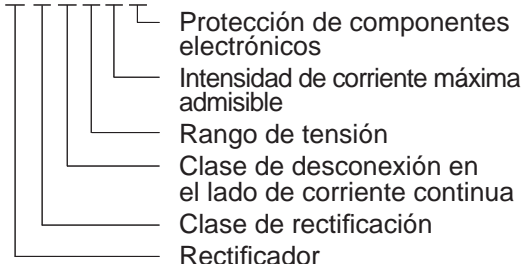 Protección de componentes
electrónicos
Intensidad de corriente máxima
admisible
Rango de tensión
Clase de desconexión en
el lado de corriente continua
Clase de rectificación
Rectificador